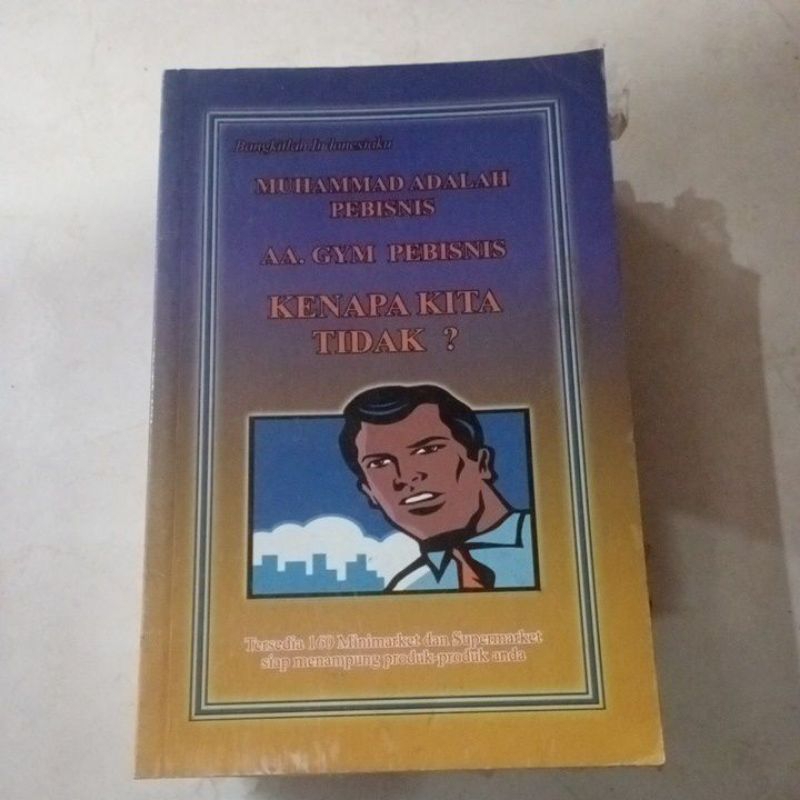 Bangkitlah Indonesiaku
MUHAMMAD ADALAH
PEBISNIS
AA. GYM PEBISNIS
KENAPA KITA
TIDAK ?
Tersedia 160 Minimarket dan Supermarket
siap menampung produk-produk anda